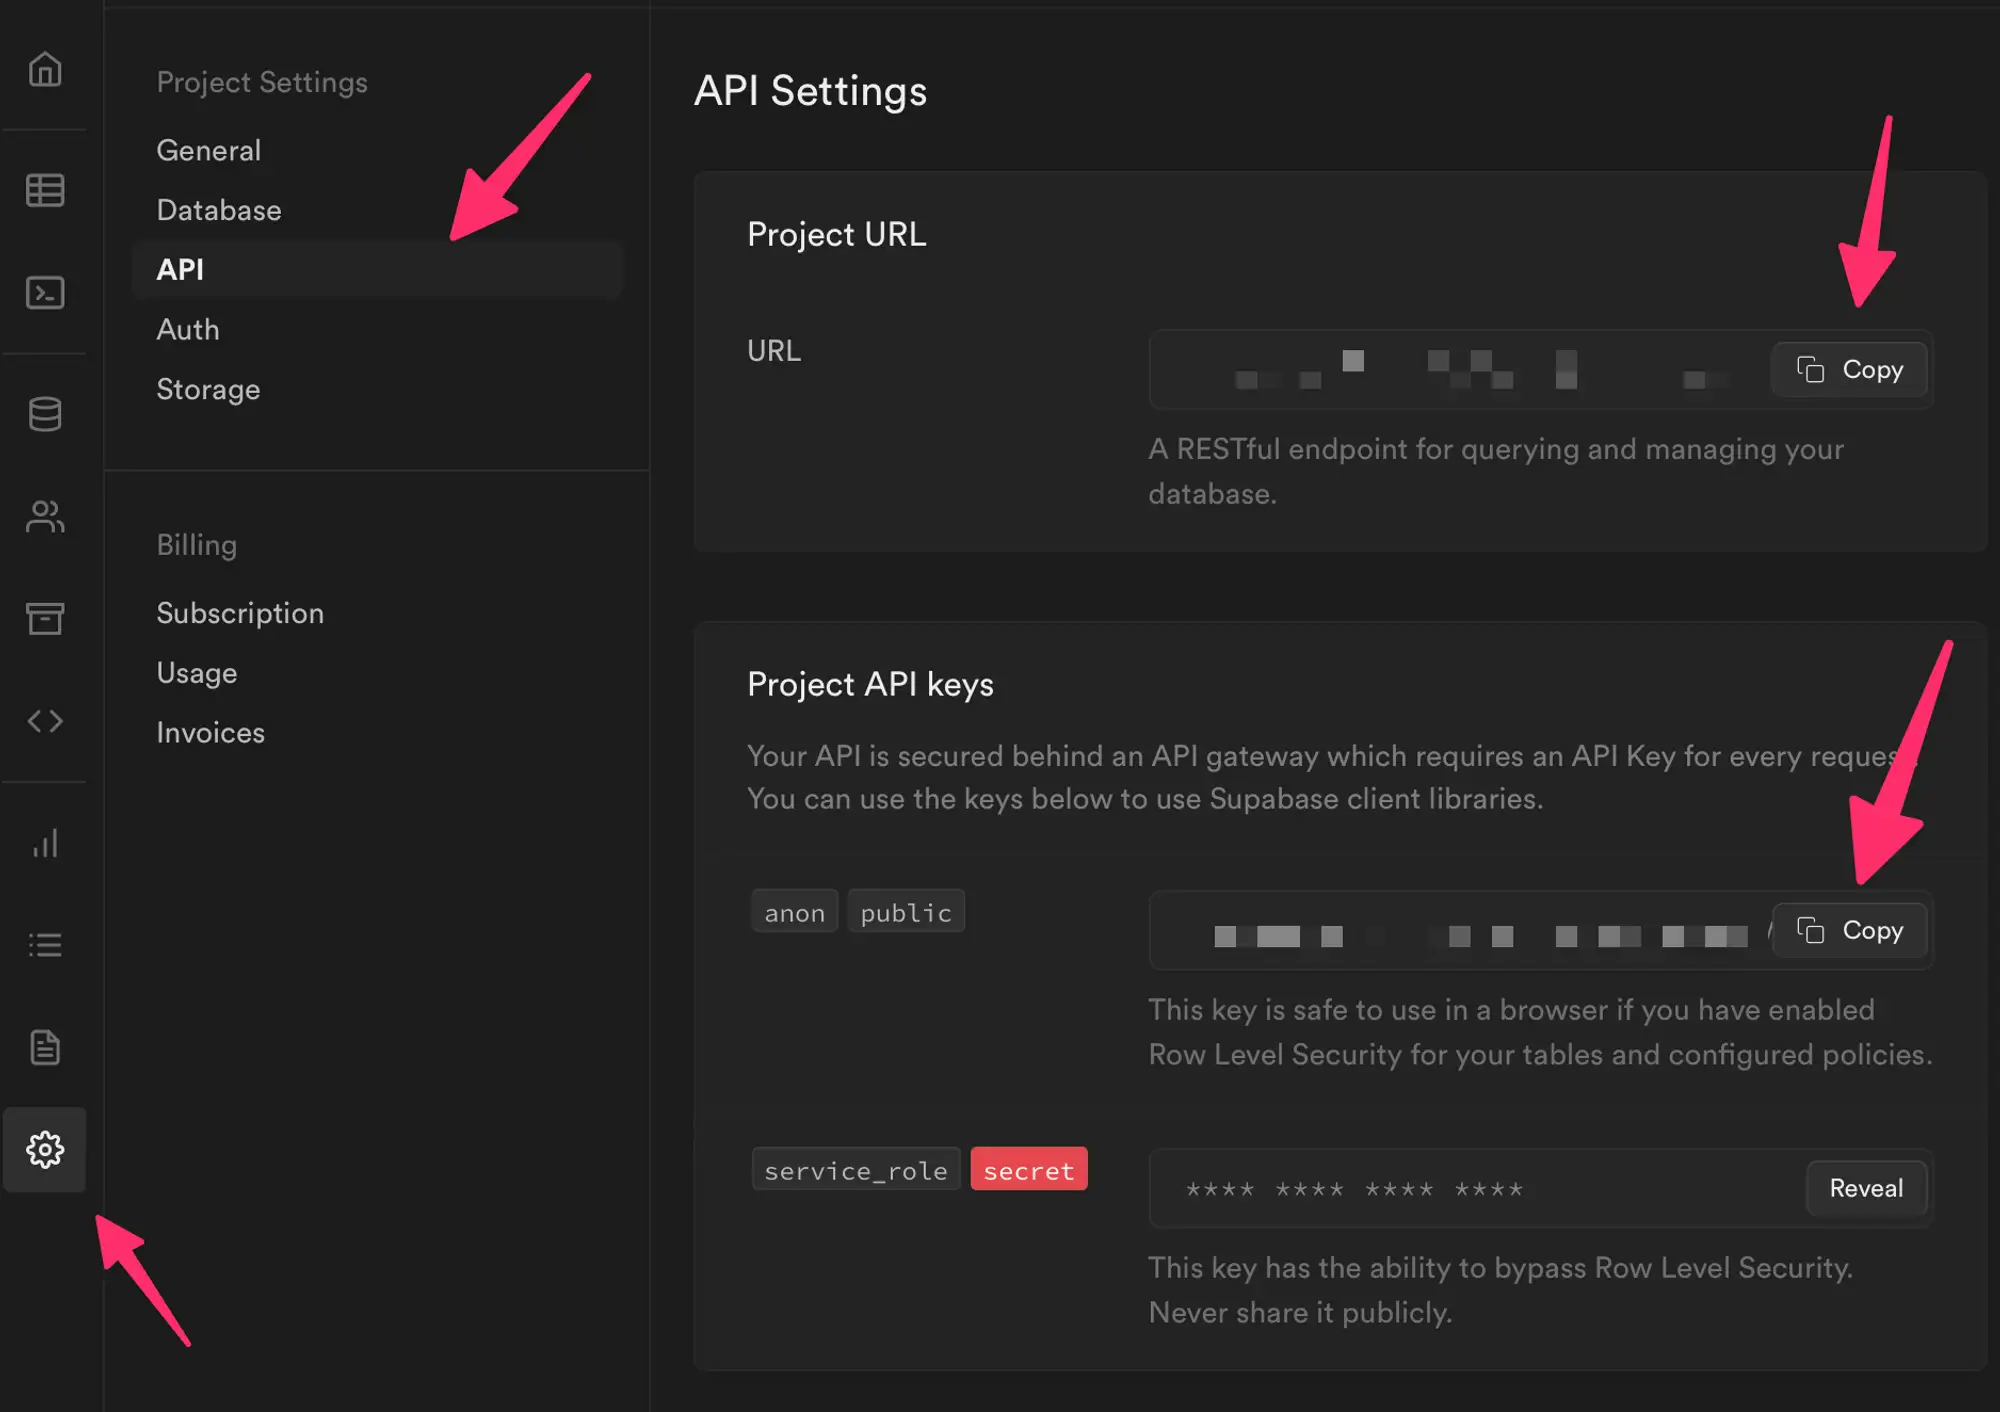 Project Settings
General
Database
API
Auth
Storage
Billing
Subscription
Usage
Invoices
API Settings
Project URL
URL
Copy
A RESTful endpoint for querying and managing your
database.
Project API keys
Your API is secured behind an API gateway which requires an API Key for every
You can use the keys below to use Supabase client libraries.
anon public
Copy
This key is safe to use in a browser if you have enabled
Row Level Security for your tables and configured policies.
service_role secret
**** **** **** ****
Reveal
This key has the ability to bypass Row Level Security.
Never share it publicly.